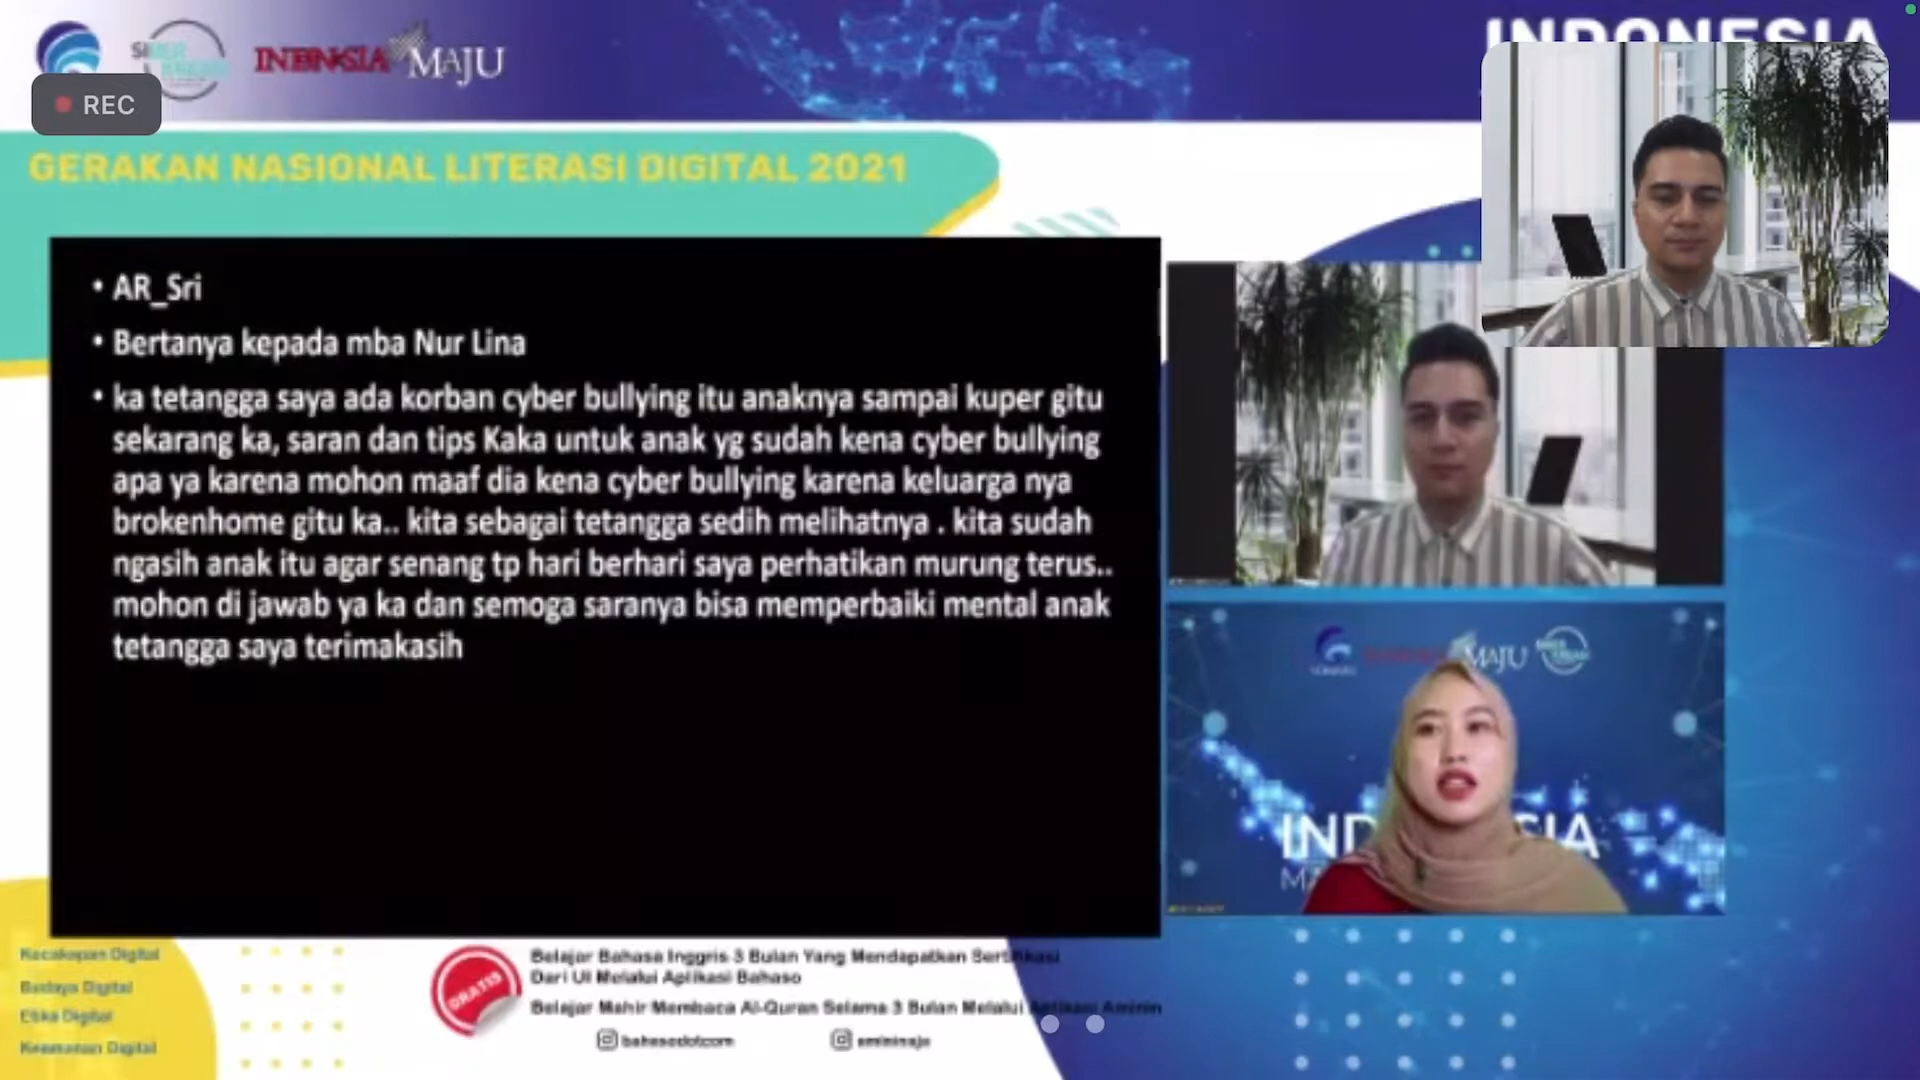 INDONESIA
MAJU
INDONESIA
REC
GERAKAN NASIONAL LITERASI DIGITAL 2021
• AR_Sri
• Bertanya kepada mba Nur Lina
• ka tetangga saya ada korban cyber bullying itu anaknya sampai kuper gitu
sekarang ka, saran dan tips Kaka untuk anak yg sudah kena cyber bullying
apa ya karena mohon maaf dia kena cyber bullying karena keluarga nya
brokenhome gitu ka.. kita sebagai tetangga sedih melihatnya . kita sudah
ngasih anak itu agar senang tp hari berhari saya perhatikan murung terus..
mohon di jawab ya ka dan semoga saranya bisa memperbaiki mental anak
tetangga saya terimakasih
MAJU
Kecakapan Digital
Budaya Digital
Etika Digital
Keamanan Digital
GRATIS
Belajar Bahasa Inggris 3 Bulan Yang Mendapatkan Sertifikasi
Dari UI Melalui Aplikasi Bahaso
Belajar Mahir Membaca Al-Quran Selama 3 Bulan Melalui Aplikasi Aminin
bahasodotcom